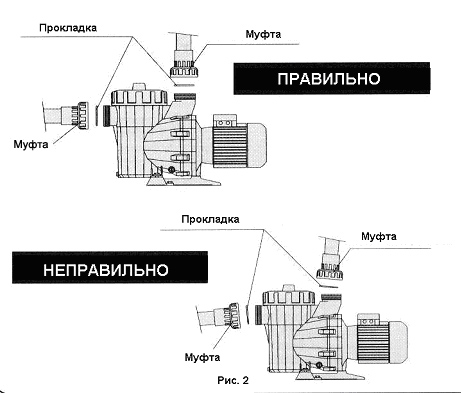 Прокладка
Муфта
ПРАВИЛЬНО
Муфта
Прокладка
Муфта
НЕПРАВИЛЬНО
Муфта
Рис. 2